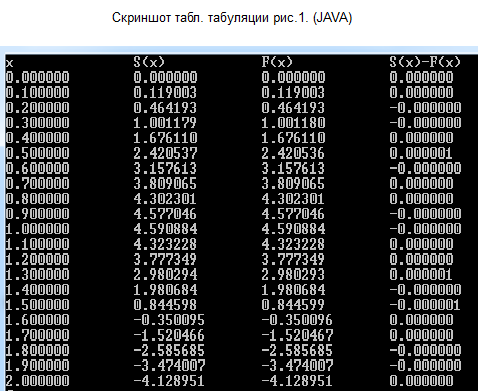 Скриншот табл. табуляции рис.1. (JAVA)
x S(x) F(x) S(x)-F(x)
0.000000 0.000000 0.000000 0.000000
0.100000 0.119003 0.119003 0.000000
0.200000 0.464193 0.464193 -0.000000
0.300000 1.001179 1.001180 -0.000000
0.400000 1.676110 1.676110 0.000000
0.500000 2.420537 2.420536 0.000001
0.600000 3.157613 3.157613 -0.000000
0.700000 3.809065 3.809065 0.000000
0.800000 4.302301 4.302301 0.000000
0.900000 4.577046 4.577046 -0.000000
1.000000 4.590884 4.590884 -0.000000
1.100000 4.323228 4.323228 0.000000
1.200000 3.777349 3.777349 0.000000
1.300000 2.980294 2.980293 0.000001
1.400000 1.980684 1.980684 -0.000000
1.500000 0.844598 0.844599 -0.000001
1.600000 -0.350095 -0.350096 0.000000
1.700000 -1.520466 -1.520467 0.000000
1.800000 -2.585685 -2.585685 -0.000000
1.900000 -3.474007 -3.474007 -0.000000
2.000000 -4.128951 -4.128951 0.000000